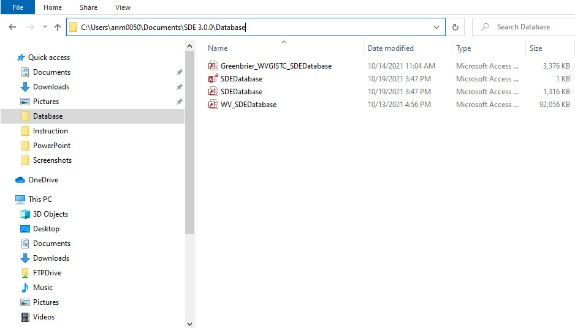 File Home Share View
C:\Users\anm0050\Documents\SDE 3.0.0\Database
Search Database
Name Date modified Type Size
Greenbrier_WVGISTC_SDEDatabase 10/14/2021 11:04 AM Microsoft Access ... 3,376 KB
SDEDatabase 10/19/2021 3:47 PM Microsoft Access ... 1 KB
SDEDatabase 10/19/2021 3:47 PM Microsoft Access ... 1,316 KB
WV_SDEDatabase 10/13/2021 4:56 PM Microsoft Access ... 92,056 KB
Quick access
Documents
Downloads
Pictures
Database
Instruction
PowerPoint
Screenshots
OneDrive
This PC
3D Objects
Desktop
Documents
Downloads
FTPDrive
Music
Pictures
Videos